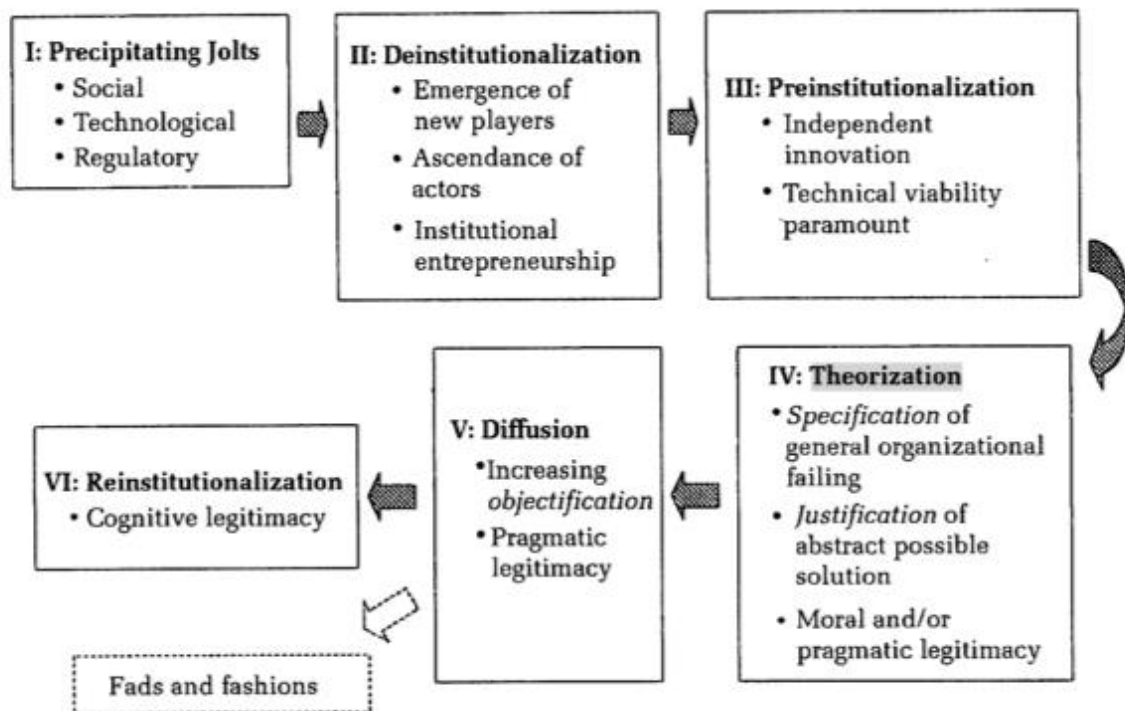 I: Precipitating Jolts
• Social
• Technological
• Regulatory
II: Deinstitutionalization
• Emergence of
new players
• Ascendance of
actors
• Institutional
entrepreneurship
III: Preinstitutionalization
• Independent
innovation
• Technical viability
paramount
IV: Theorization
• Specification of
general organizational
failing
• Justification of
abstract possible
solution
• Moral and/or
pragmatic legitimacy
V: Diffusion
• Increasing
objectification
• Pragmatic
legitimacy
VI: Reinstitutionalization
• Cognitive legitimacy
Fads and fashions